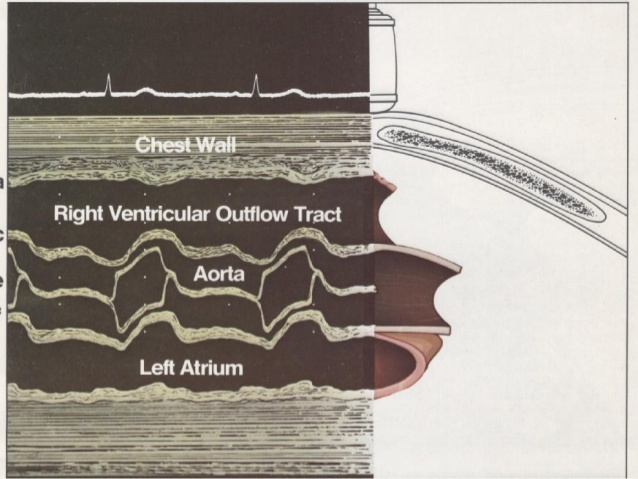 Chest Wall
Right Ventricular Outflow Tract
Aorta
Left Atrium